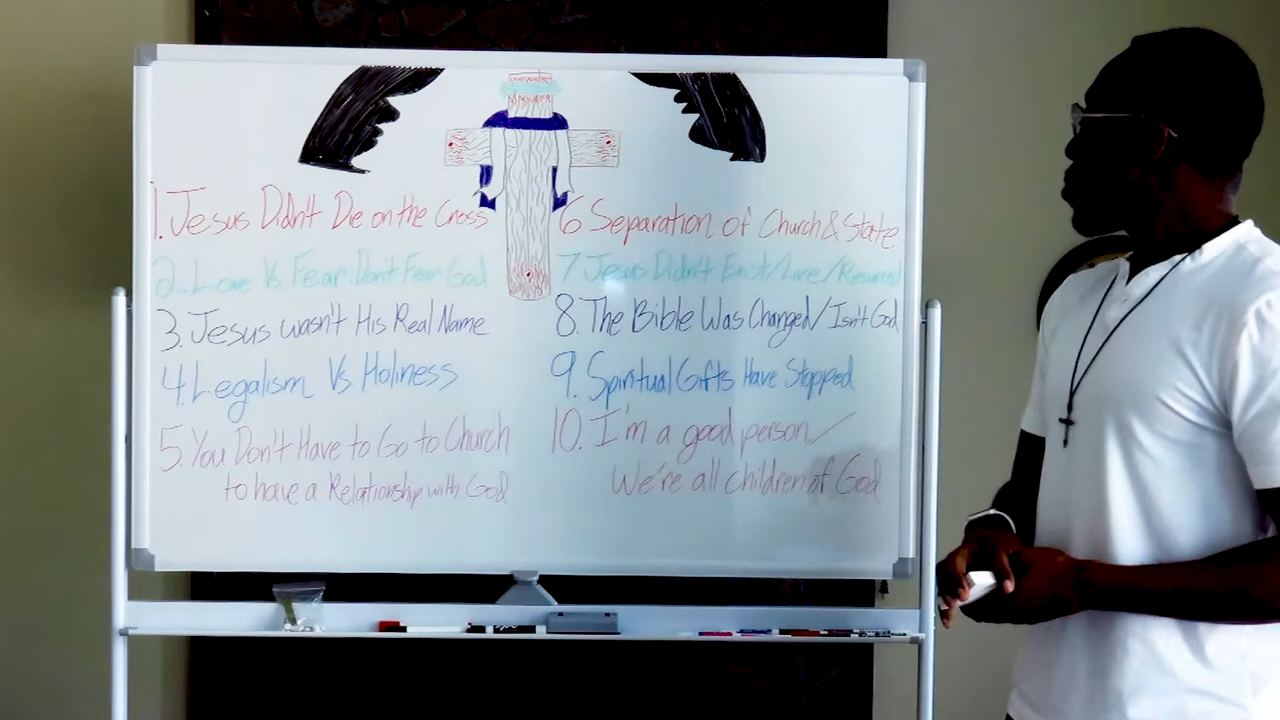 1. Jesus Didn't Die on the Cross
2. Love Vs Fear. Don't Fear God
3. Jesus wasn't His Real Name
4. Legalism Vs Holiness
5. You Don't Have to Go to Church
to have a Relationship with God
6 Separation of Church & State
7 Jesus Didn't Exist/Live/
8. The Bible Was Changed/Isn't God
9. Spiritual Gifts Have Stopped
10. I'm a good person/
We're all children of God